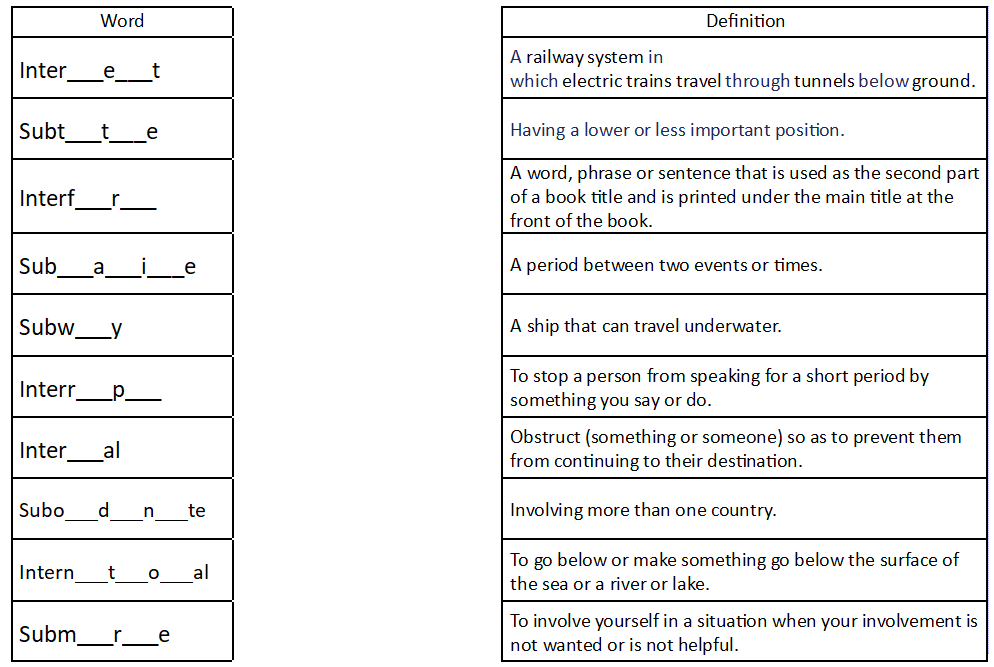 Word
Definition
Inter___e___t
A railway system in
which electric trains travel through tunnels below ground.
Subt___t___e
Having a lower or less important position.
Interf___r___
A word, phrase or sentence that is used as the second part
of a book title and is printed under the main title at the
front of the book.
Sub___a___i___e
A period between two events or times.
Subw___y
A ship that can travel underwater.
Interr___p___
To stop a person from speaking for a short period by
something you say or do.
Inter___al
Obstruct (something or someone) so as to prevent them
from continuing to their destination.
Subo___d___n___te
Involving more than one country.
Intern___t___o___al
To go below or make something go below the surface of
the sea or a river or lake.
Subm___r___e
To involve yourself in a situation when your involvement is
not wanted or is not helpful.